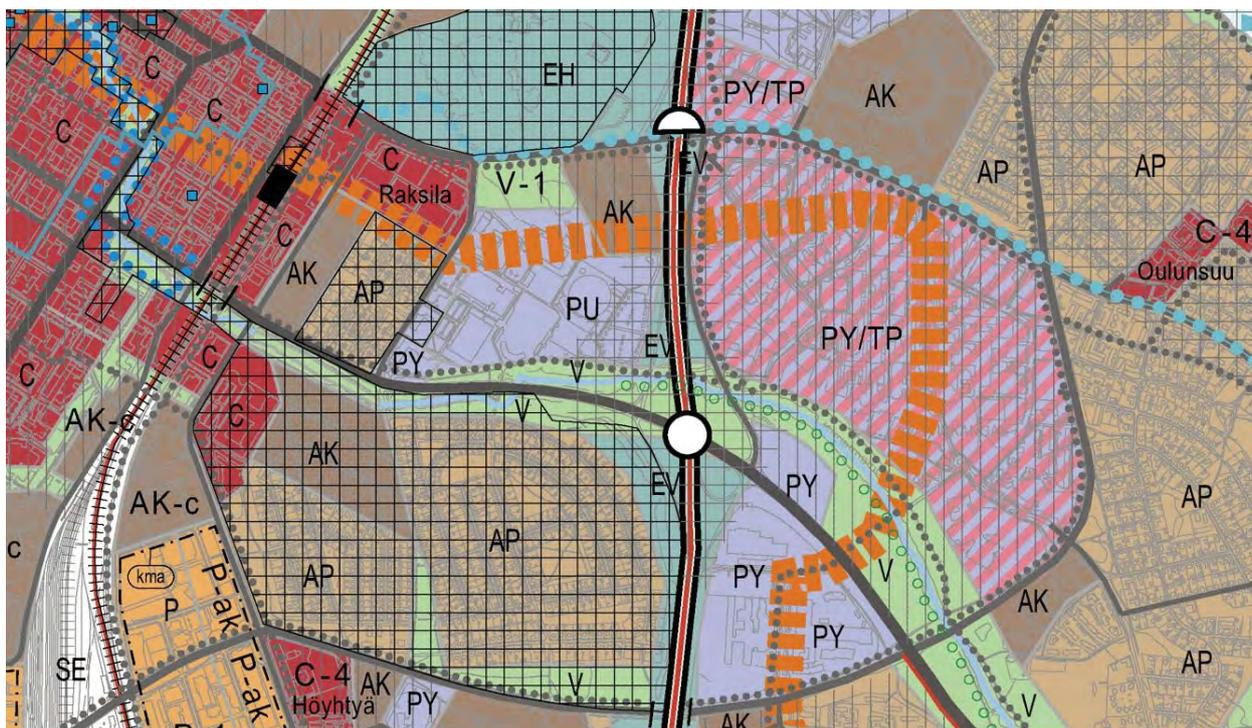 C
EH
PY/TP
AK
C
C
C
Raksila
EV
AP
AP
V-1
AK
C-4
Oulunsuu
C
AK
AP
PU
PY/TP
PY
EV
V
C
C
V
AK-c
C
AK
EV
PY
AP
AK-c
AP
c
kma
P
P-ak
AP
PY
V
AK
PY
SE
P-ak
C-4
Höyhtyä
AK
PY
V
AP
V
AK